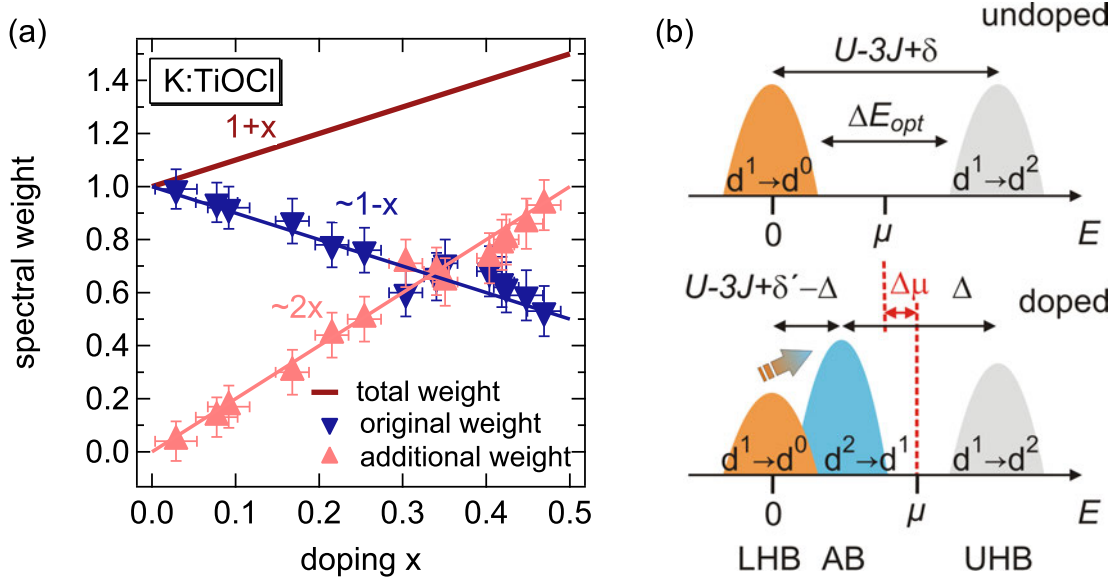 (a)
K:TiOCl
1+x
~1-x
~2x
total weight
original weight
additional weight
spectral weight
1.4
1.2
1.0
0.8
0.6
0.4
0.2
0.0
0.0 0.1 0.2 0.3 0.4 0.5
doping x
(b)
undoped
U-3J+δ
ΔE_opt
d¹→d⁰ d¹→d²
0 μ E
U-3J+δ´–Δ Δμ Δ doped
d¹→d⁰ d²→d¹ d¹→d²
0 μ E
LHB AB UHB